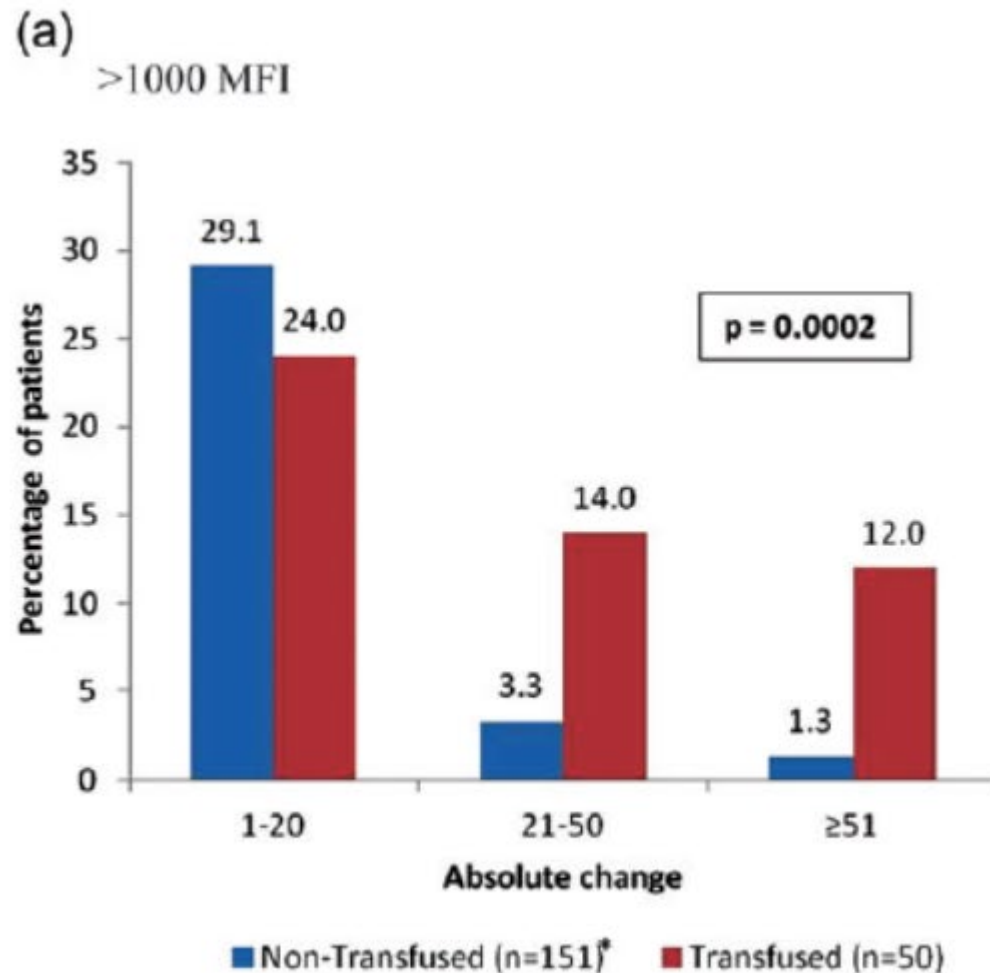 (a)
>1000 MFI
35
30
25
20
15
10
5
0
Percentage of patients
29.1
24.0
14.0
3.3
12.0
1.3
p = 0.0002
1-20 21-50 ≥51
Absolute change
Non-Transfused (n=151)* Transfused (n=50)